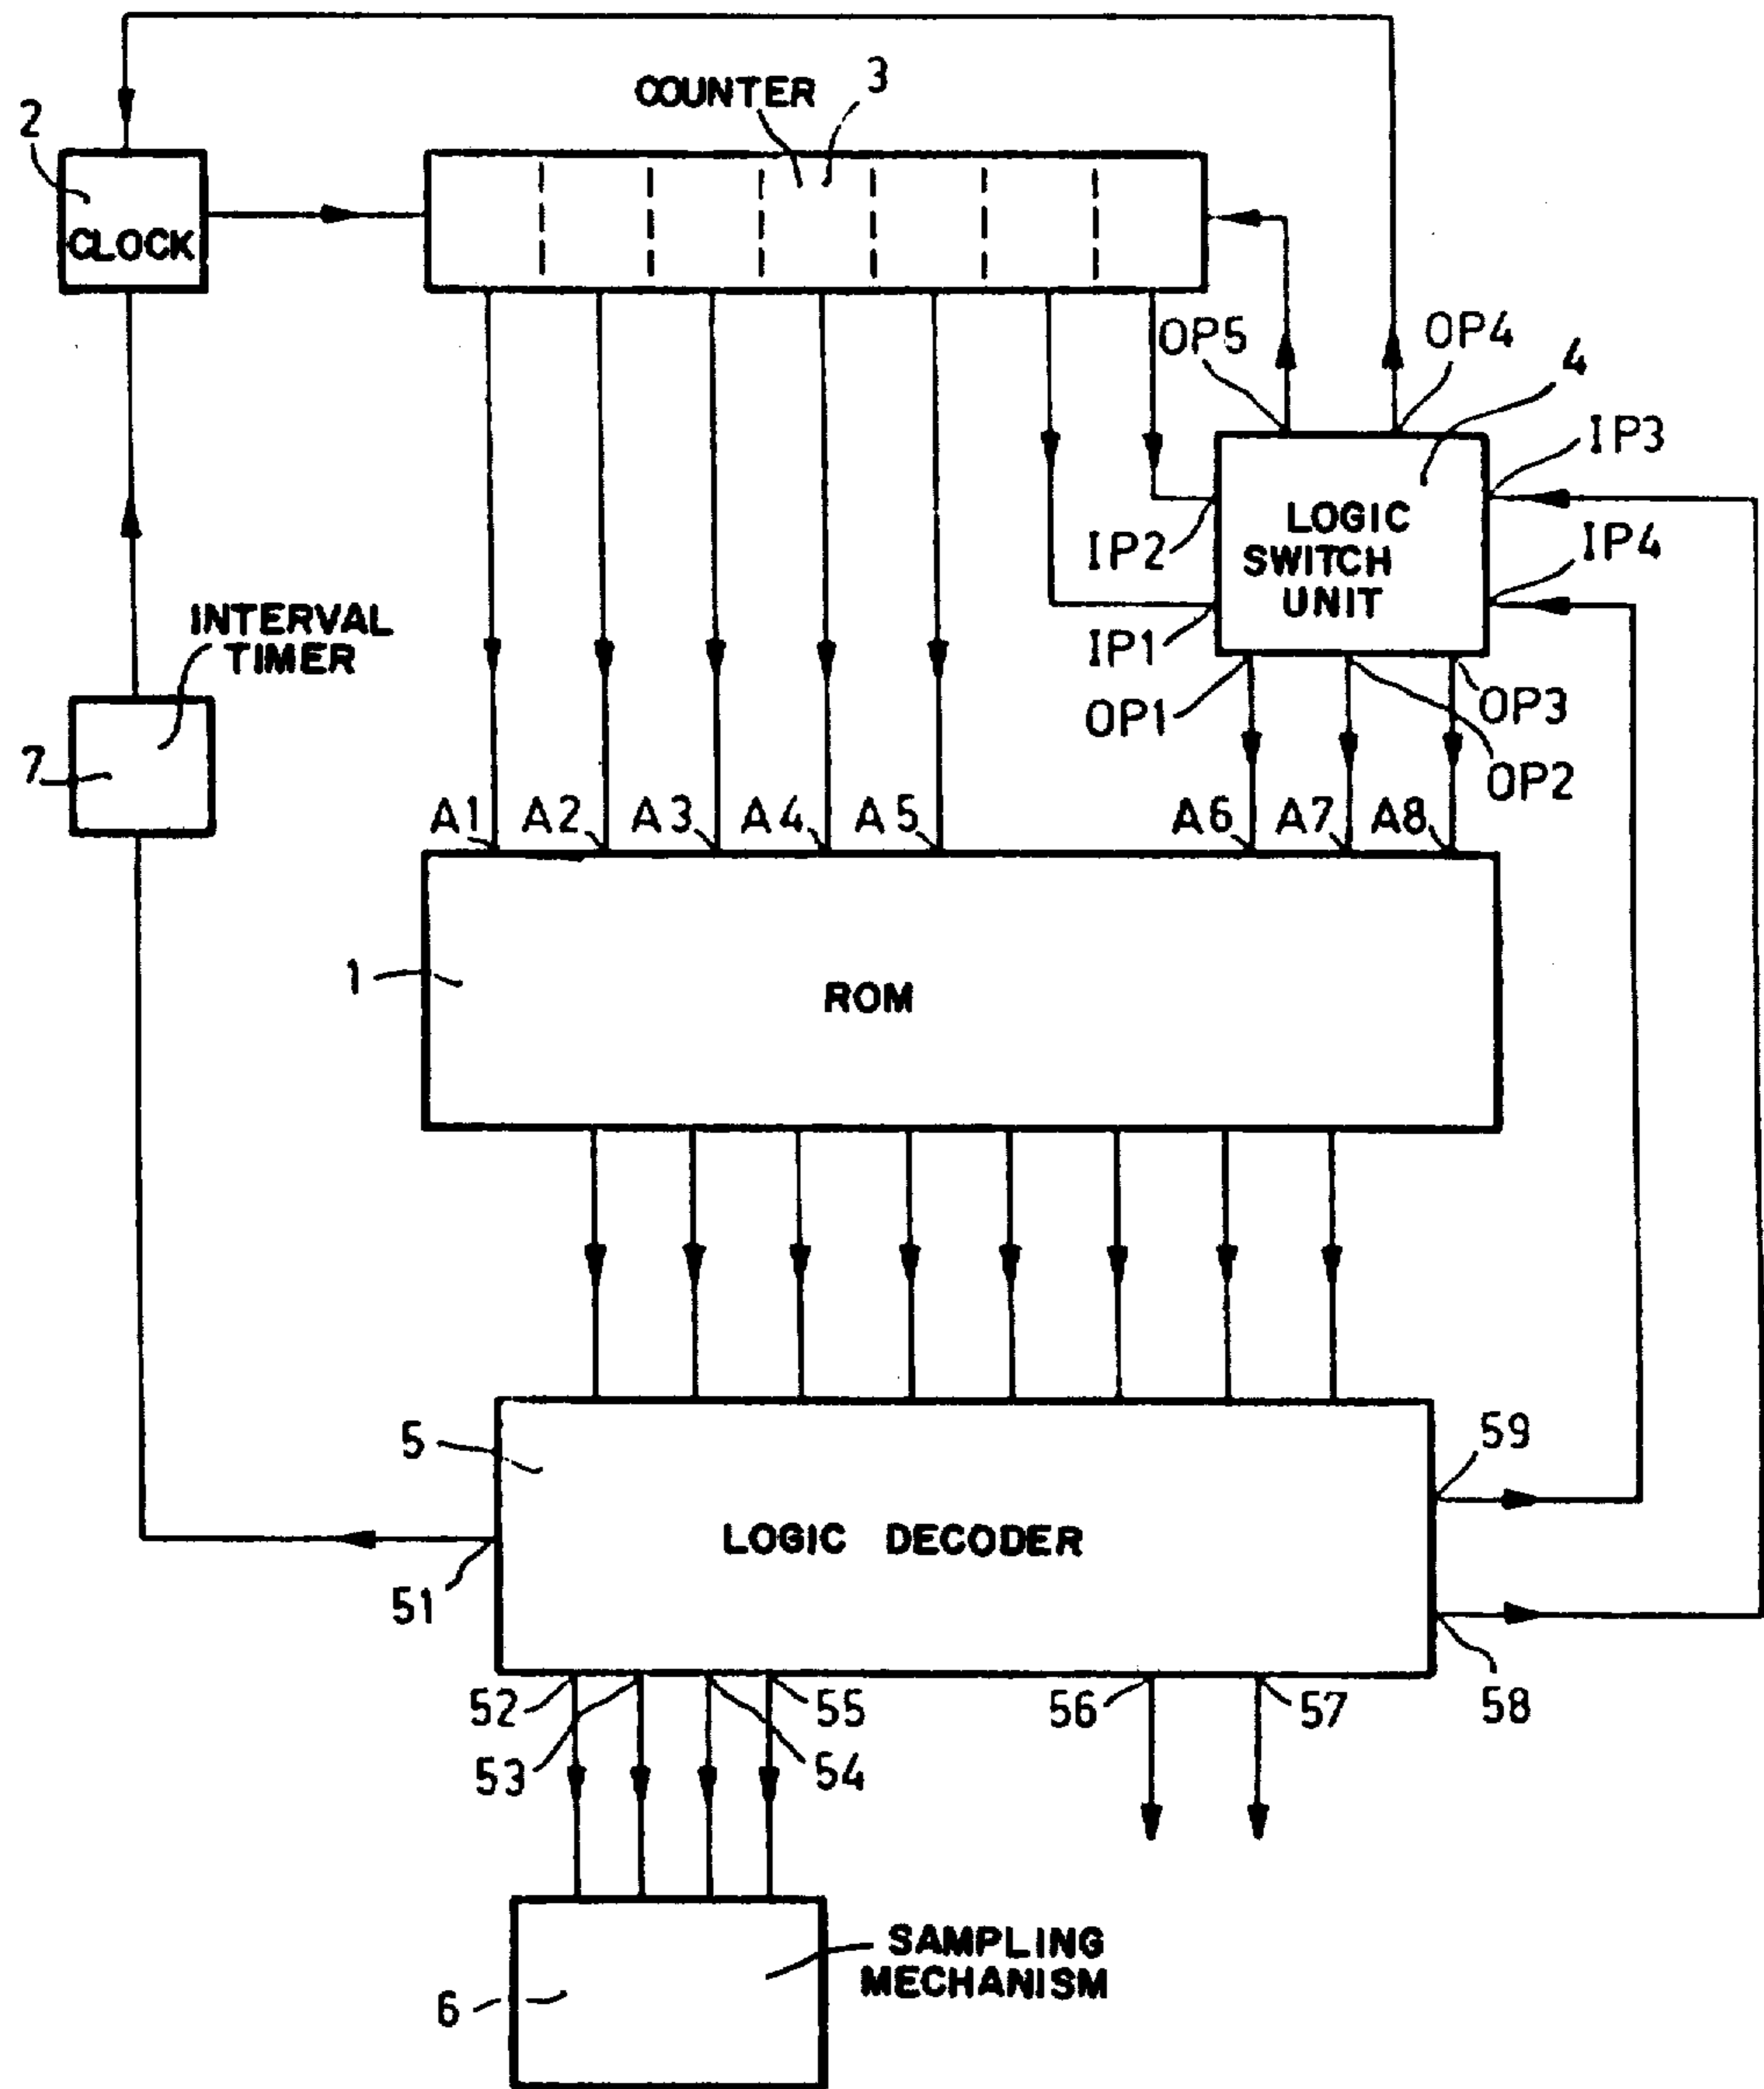 COUNTER 3
2
CLOCK
OP5 OP4 4
IP3
LOGIC
SWITCH
UNIT
IP2
IP4
IP1
INTERVAL
TIMER
7
OP1
OP3
OP2
A1 A2 A3 A4 A5 A6 A7 A8
1
ROM
5
59
LOGIC DECODER
51
52 55 56 57 58
53 54
SAMPLING
MECHANISM
6